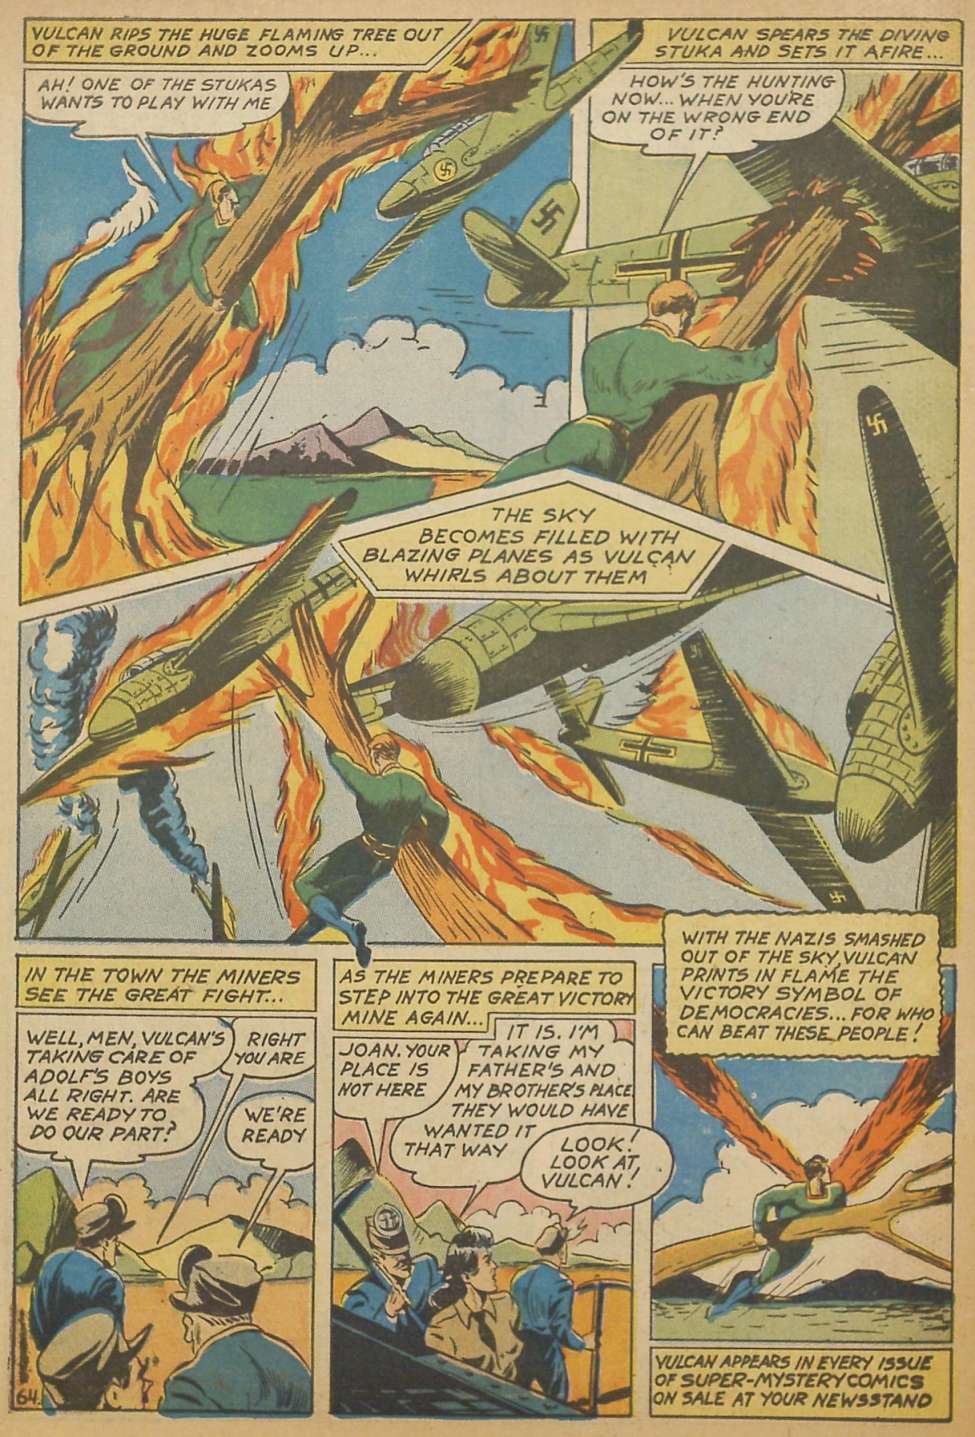 VULCAN RIPS THE HUGE FLAMING TREE OUT
OF THE GROUND AND ZOOMS UP...
AH! ONE OF THE STUKAS
WANTS TO PLAY WITH ME
VULCAN SPEARS THE DIVING
STUKA AND SETS IT AFIRE...
HOW'S THE HUNTING
NOW... WHEN YOU'RE
ON THE WRONG END
OF IT?
THE SKY
BECOMES FILLED WITH
BLAZING PLANES AS VULCAN
WHIRLS ABOUT THEM
IN THE TOWN THE MINERS
SEE THE GREAT FIGHT...
WELL, MEN, VULCAN'S
TAKING CARE OF
ADOLF'S BOYS
ALL RIGHT. ARE
WE READY TO
DO OUR PART?
RIGHT
YOU ARE
WE'RE
READY
64.
AS THE MINERS PREPARE TO
STEP INTO THE GREAT VICTORY
MINE AGAIN...
JOAN. YOUR
PLACE IS
NOT HERE
IT IS. I'M
TAKING MY
FATHER'S AND
MY BROTHER'S PLACE.
THEY WOULD HAVE
WANTED IT
THAT WAY
LOOK!
LOOK AT
VULCAN!
WITH THE NAZIS SMASHED
OUT OF THE SKY, VULCAN
PRINTS IN FLAME THE
VICTORY SYMBOL OF
DEMOCRACIES... FOR WHO
CAN BEAT THESE PEOPLE!
VULCAN APPEARS IN EVERY ISSUE
OF SUPER-MYSTERY COMICS
ON SALE AT YOUR NEWSSTAND